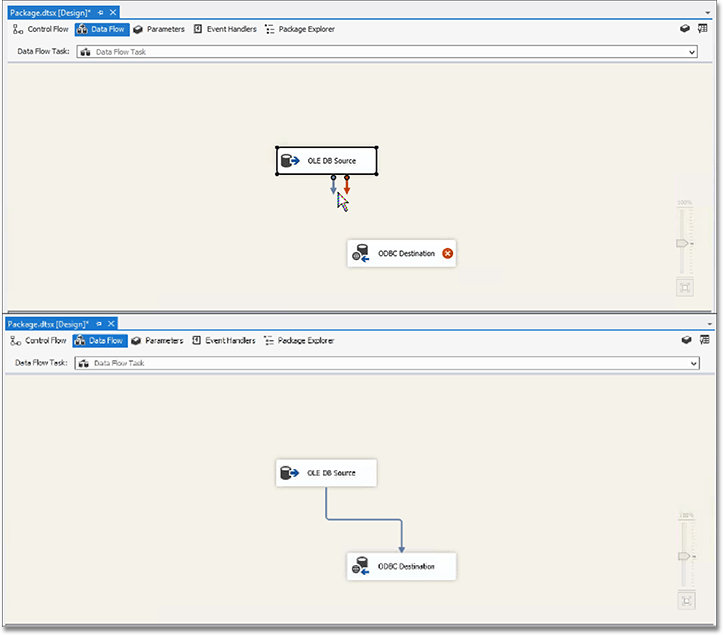 Package.dtsx [Design]*
Control Flow Data Flow Parameters Event Handlers Package Explorer
Data Flow Task: Data Flow Task
OLE DB Source
100%
ODBC Destination
Package.dtsx [Design]*
Control Flow Data Flow Parameters Event Handlers Package Explorer
Data Flow Task: Data Flow Task
OLE DB Source
100%
ODBC Destination